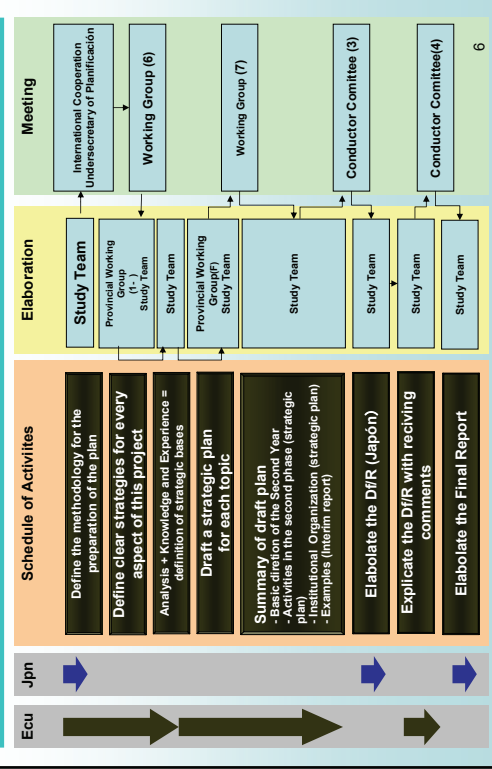 Ecu
Jpn
Schedule of Activiites
Elaboration
Meeting
Define the methodology for the
preparation of the plan
Study Team
International Cooperation
Undersecretary of Planificación
Define clear strategies for every
aspect of this project
Provincial Working
Group
(1- )
Study Team
Working Group (6)
Analysis + Knowledge and Experience =
definition of strategic bases
Study Team
Draft a strategic plan
for each topic
Provincial Working
Group(F)
Study Team
Working Group (7)
Summary of draft plan
- Basic diretion of the Second Year
- Activities in the second phase (strategic
plan)
- Institutional Organization (strategic plan)
- Examples (Interim report)
Study Team
Conductor Comittee (3)
Elabolate the Df/R (Japón)
Study Team
Explicate the Df/R with reciving
comments
Study Team
Conductor Comittee(4)
Elabolate the Final Report
Study Team
6